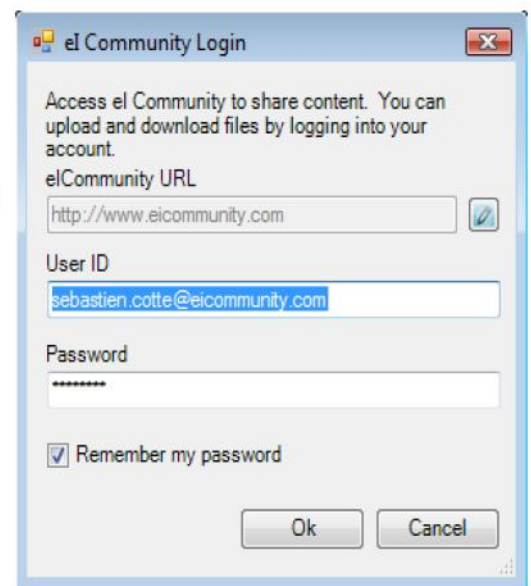 eI Community Login
Access eI Community to share content. You can
upload and download files by logging into your
account.
eICommunity URL
http://www.eicommunity.com
User ID
sebastien.cotte@eicommunity.com
Password
********
Remember my password
Ok
Cancel